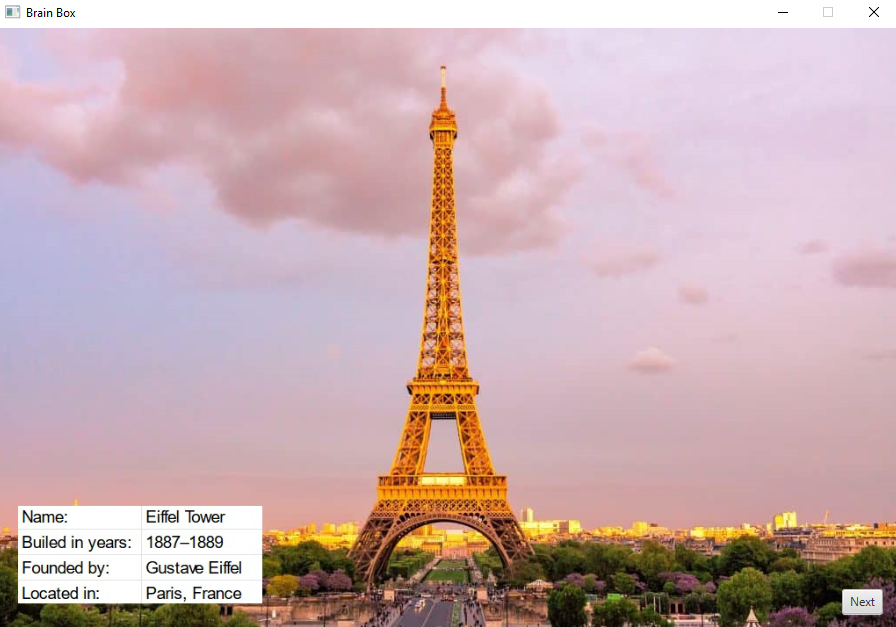 Brain Box
Name: Eiffel Tower
Builed in years: 1887–1889
Founded by: Gustave Eiffel
Located in: Paris, France
Next